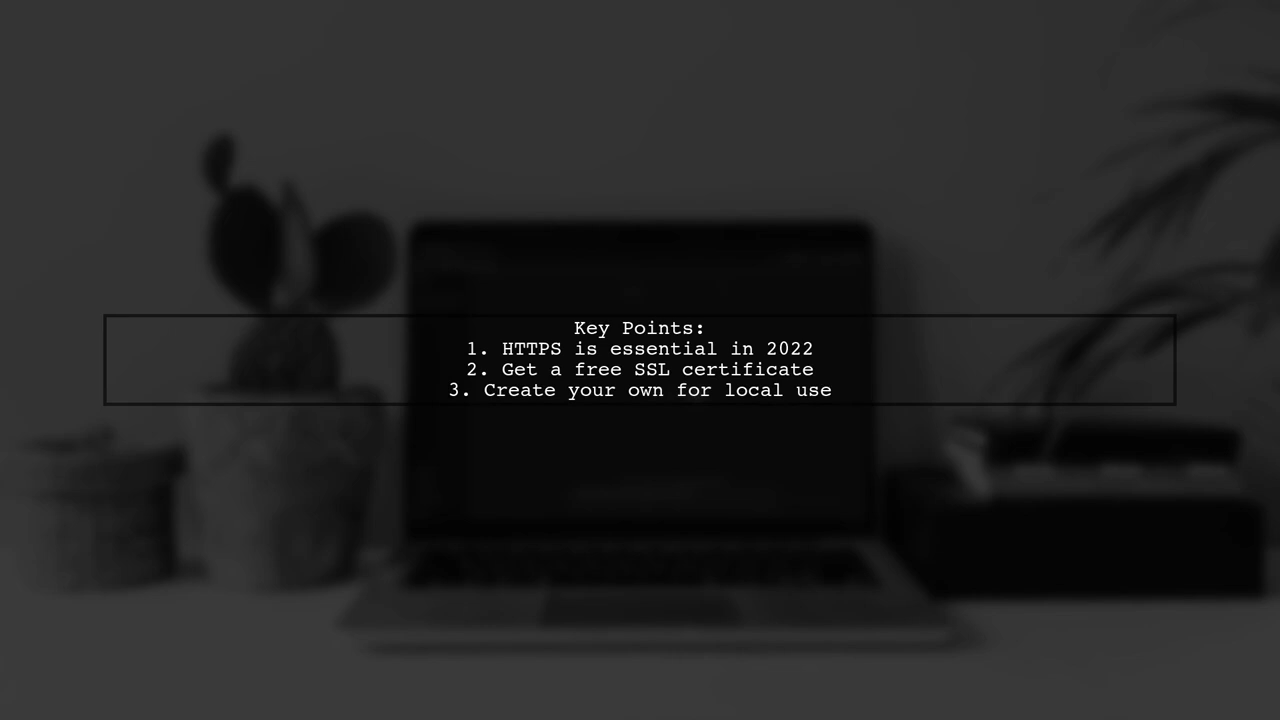 Key Points:
1. HTTPS is essential in 2022
2. Get a free SSL certificate
3. Create your own for local use